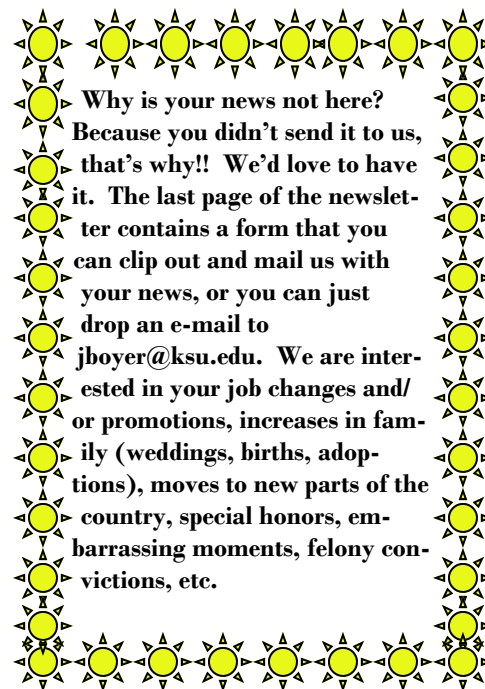 Why is your news not here?
Because you didn't send it to us,
that's why!!  We'd love to have
it.  The last page of the newslet-
ter contains a form that you
can clip out and mail us with
your news, or you can just
drop an e-mail to
jboyer@ksu.edu.  We are inter-
ested in your job changes and/
or promotions, increases in fam-
ily (weddings, births, adop-
tions), moves to new parts of the
country, special honors, em-
barrassing moments, felony con-
victions, etc.